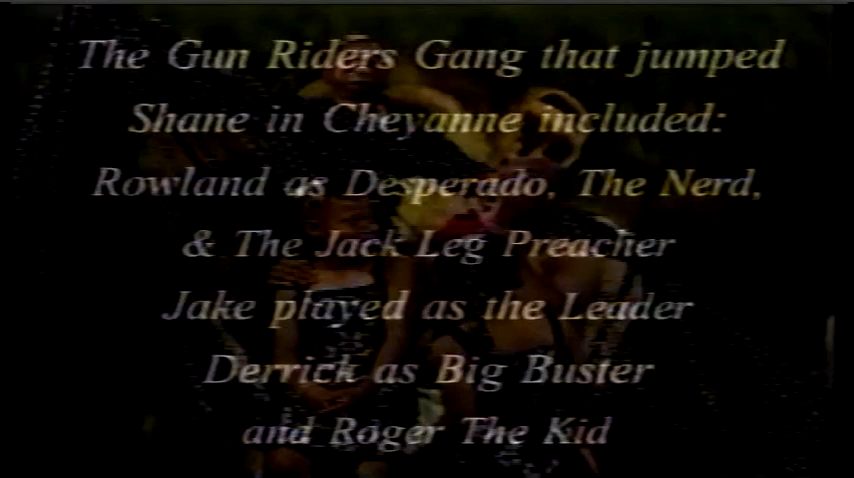 The Gun Riders Gang that jumped
Shane in Cheyanne included:
Rowland as Desperado, The Nerd,
& The Jack Leg Preacher
Jake played as the Leader
Derrick as Big Buster
and Roger The Kid